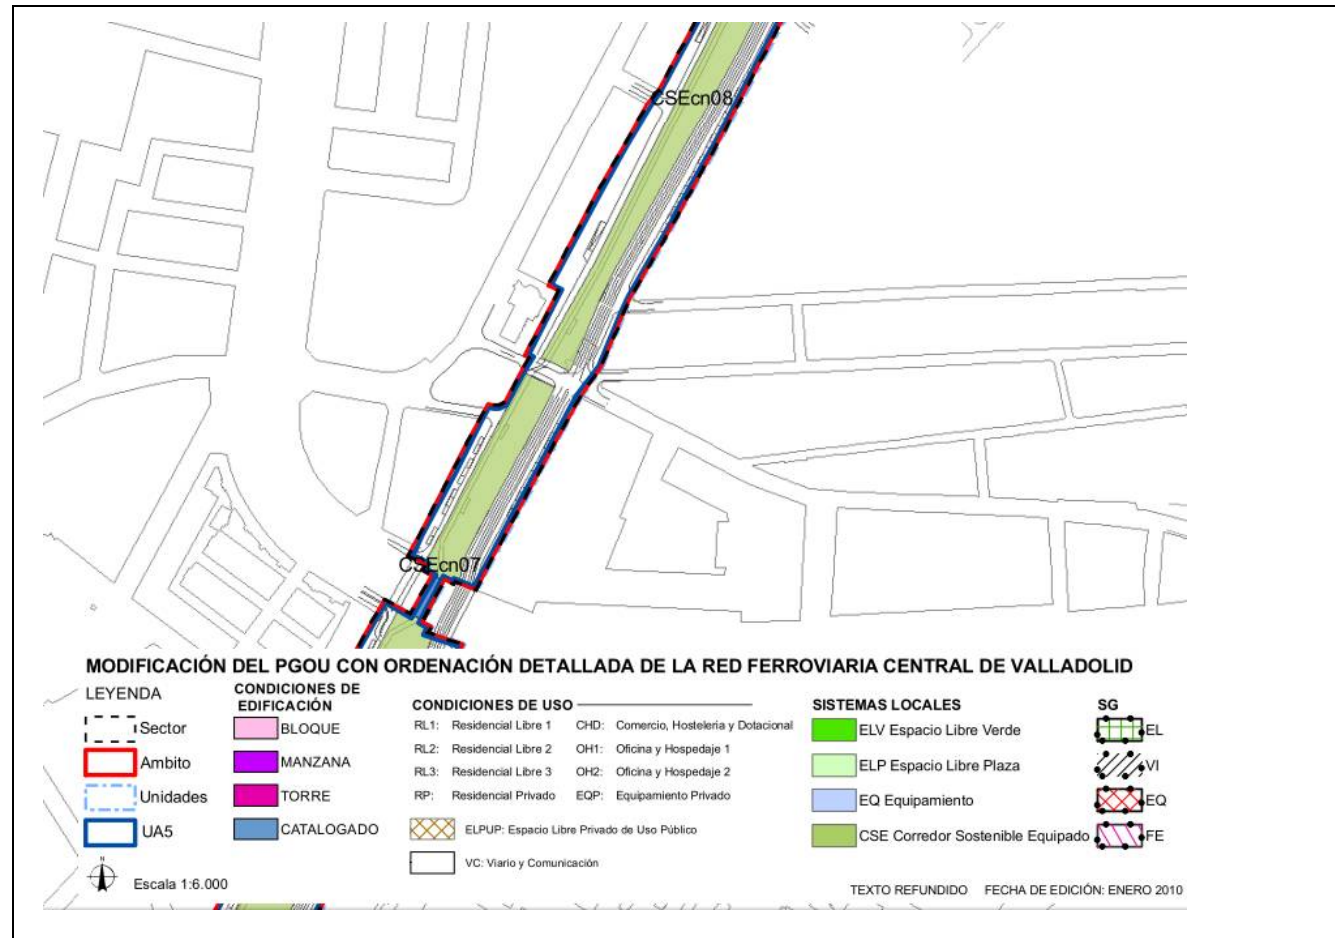 CSEcn08
CSEcn07
MODIFICACIÓN DEL PGOU CON ORDENACIÓN DETALLADA DE LA RED FERROVIARIA CENTRAL DE VALLADOLID
LEYENDA
Sector
Ambito
Unidades
UA5
N
Escala 1:6.000
CONDICIONES DE
EDIFICACIÓN
BLOQUE
MANZANA
TORRE
CATALOGADO
CONDICIONES DE USO
RL1: Residencial Libre 1
RL2: Residencial Libre 2
RL3: Residencial Libre 3
RP: Residencial Privado
CHD: Comercio, Hosteleria y Dotacional
OH1: Oficina y Hospedaje 1
OH2: Oficina y Hospedaje 2
EQP: Equipamiento Privado
ELPUP: Espacio Libre Privado de Uso Público
VC: Viario y Comunicación
SISTEMAS LOCALES
ELV Espacio Libre Verde
ELP Espacio Libre Plaza
EQ Equipamiento
CSE Corredor Sostenible Equipado
SG
EL
VI
EQ
FE
TEXTO REFUNDIDO FECHA DE EDICIÓN: ENERO 2010